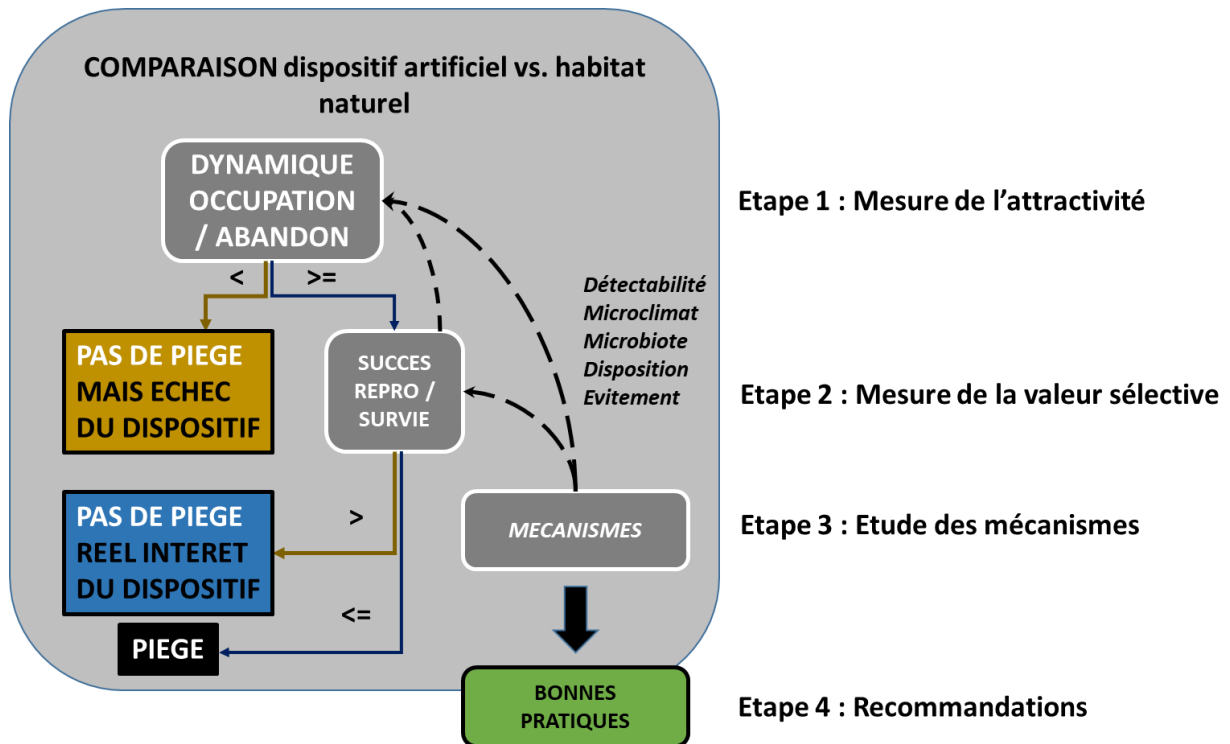 COMPARAISON dispositif artificiel vs. habitat
naturel
DYNAMIQUE
OCCUPATION
/ ABANDON
Etape 1 : Mesure de l'attractivité
<
>=
Détectabilité
Microclimat
Microbiote
Disposition
Evitement
PAS DE PIEGE
MAIS ECHEC
DU DISPOSITIF
SUCCES
REPRO /
SURVIE
Etape 2 : Mesure de la valeur sélective
PAS DE PIEGE
REEL INTERET
DU DISPOSITIF
>
MECANISMES
Etape 3 : Etude des mécanismes
<=
PIEGE
BONNES
PRATIQUES
Etape 4 : Recommandations